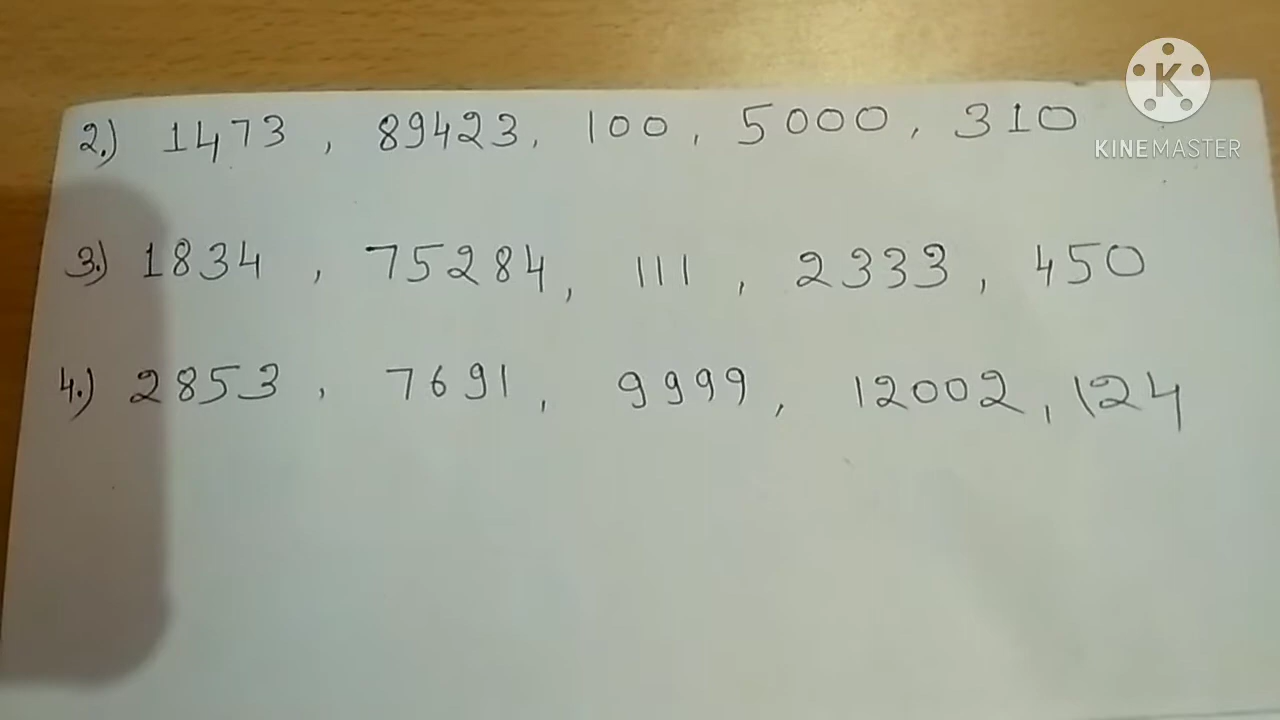 2.) 1473 , 89423, 100, 5000, 310
3.) 1834 , 75284, 111 , 2333, 450
4.) 2853 , 7691, 9999, 12002, 124
K
KINEMASTER